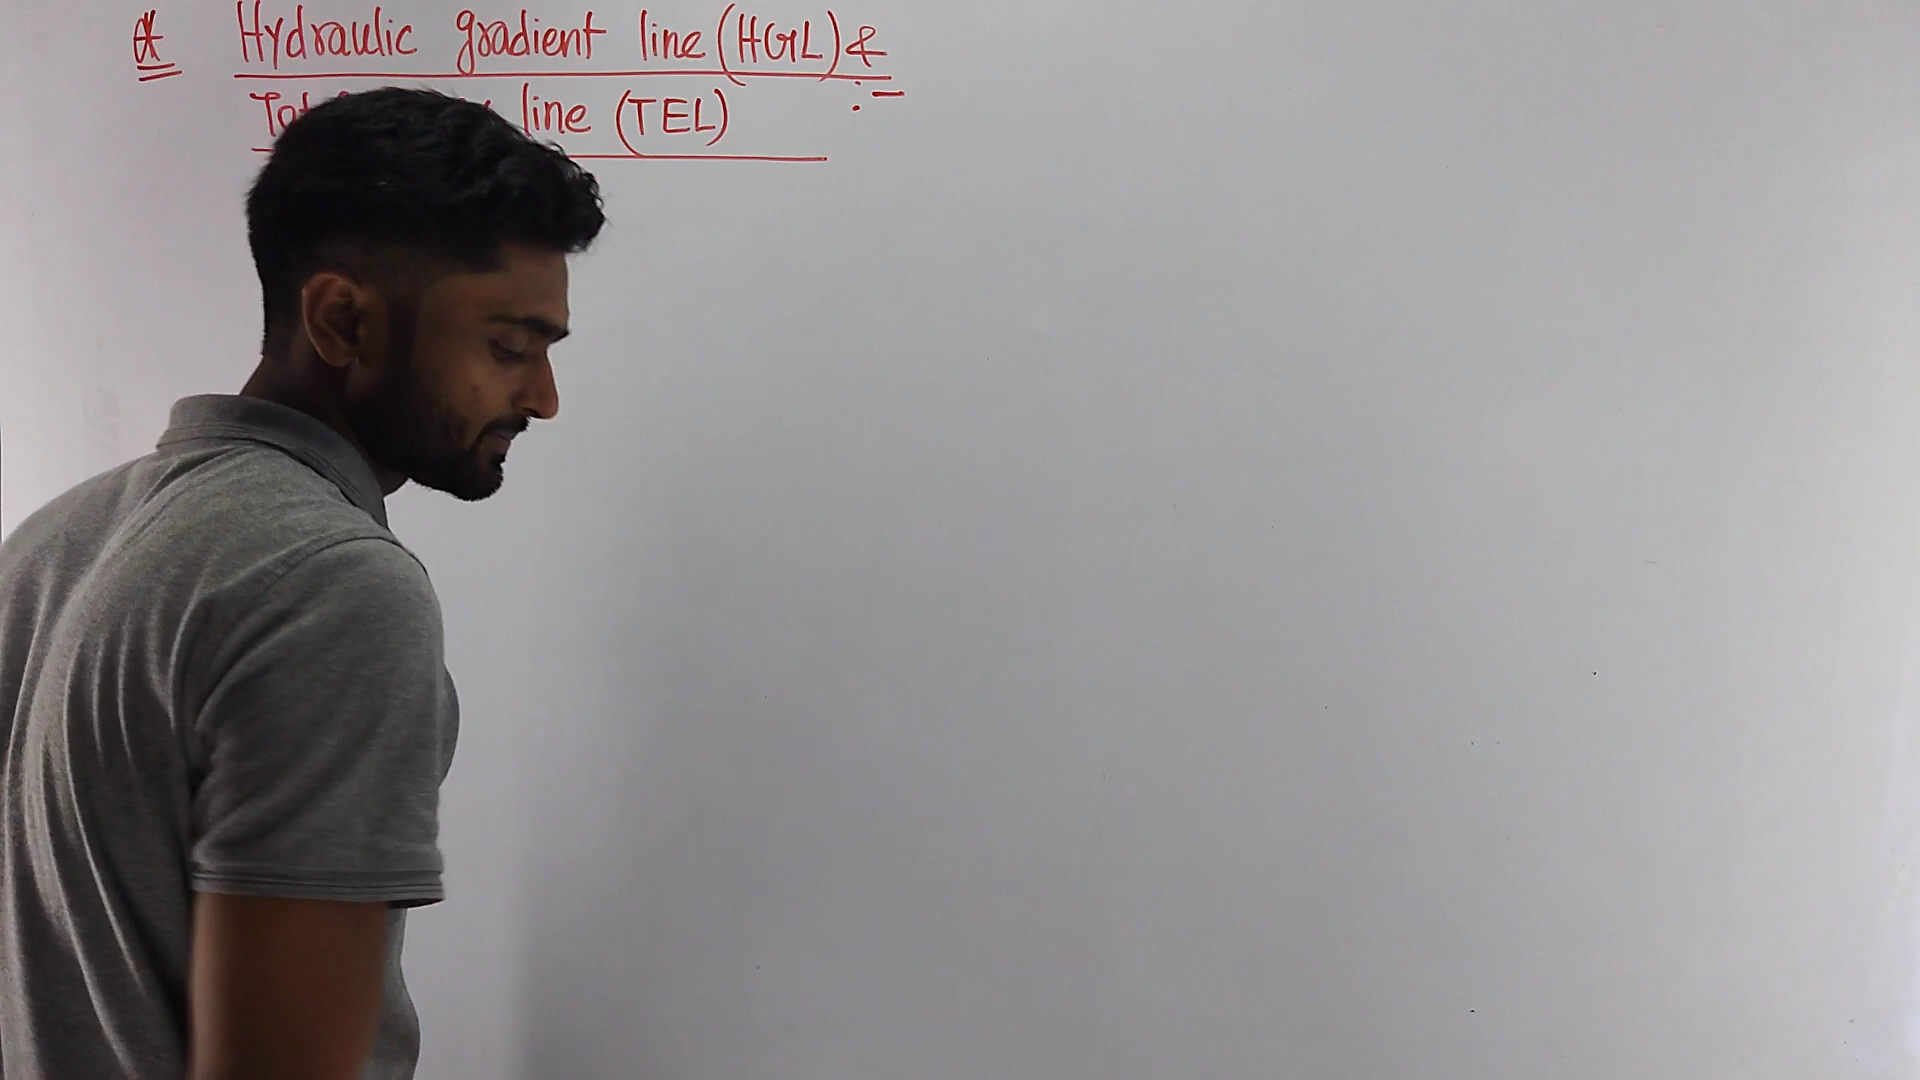 Hydraulic gradient line (HGL) & :-
line (TEL)